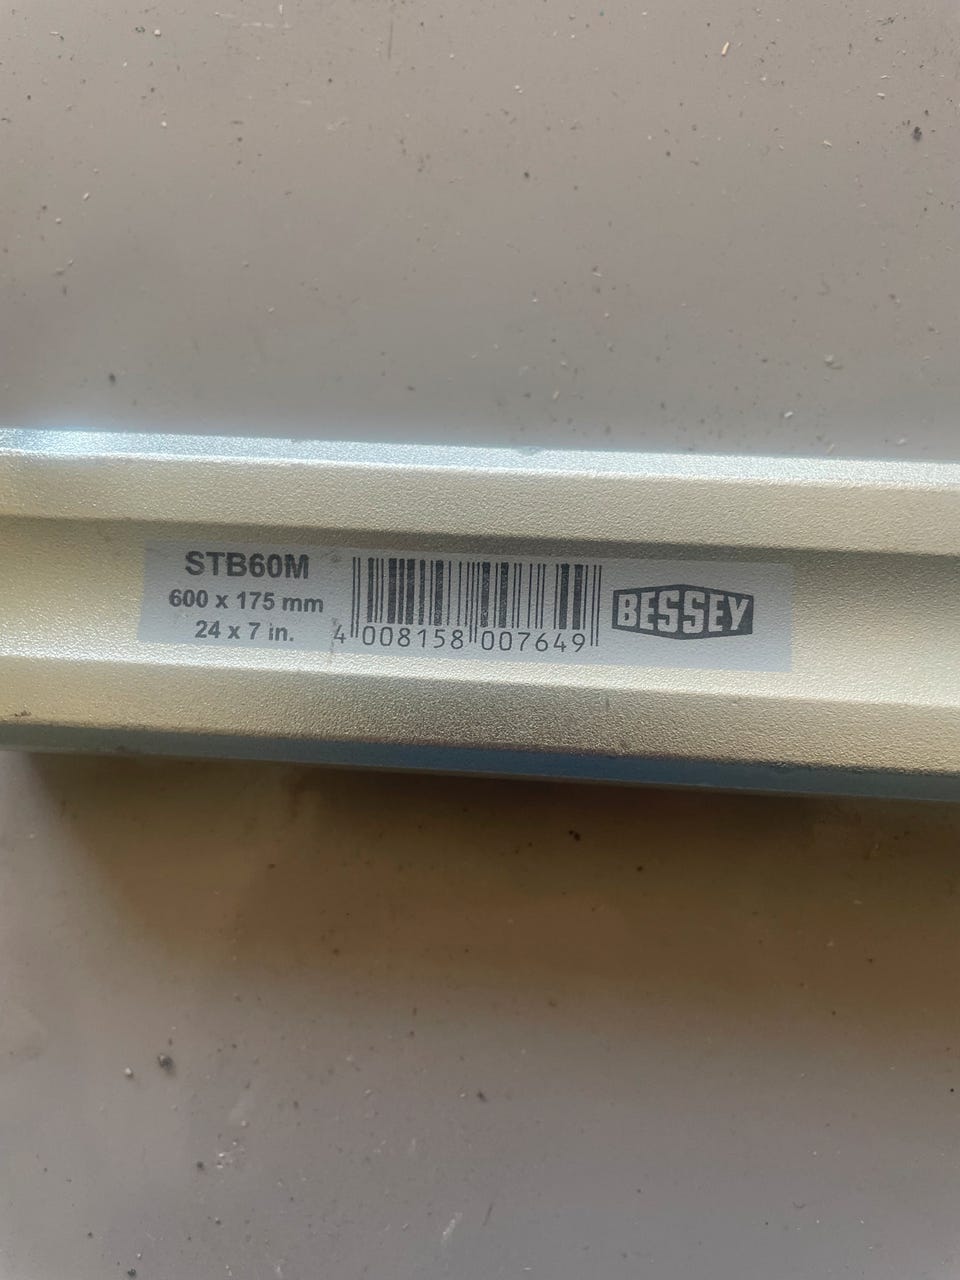 STB60M
600 x 175 mm
24 x 7 in.
4 008158 007649
BESSEY